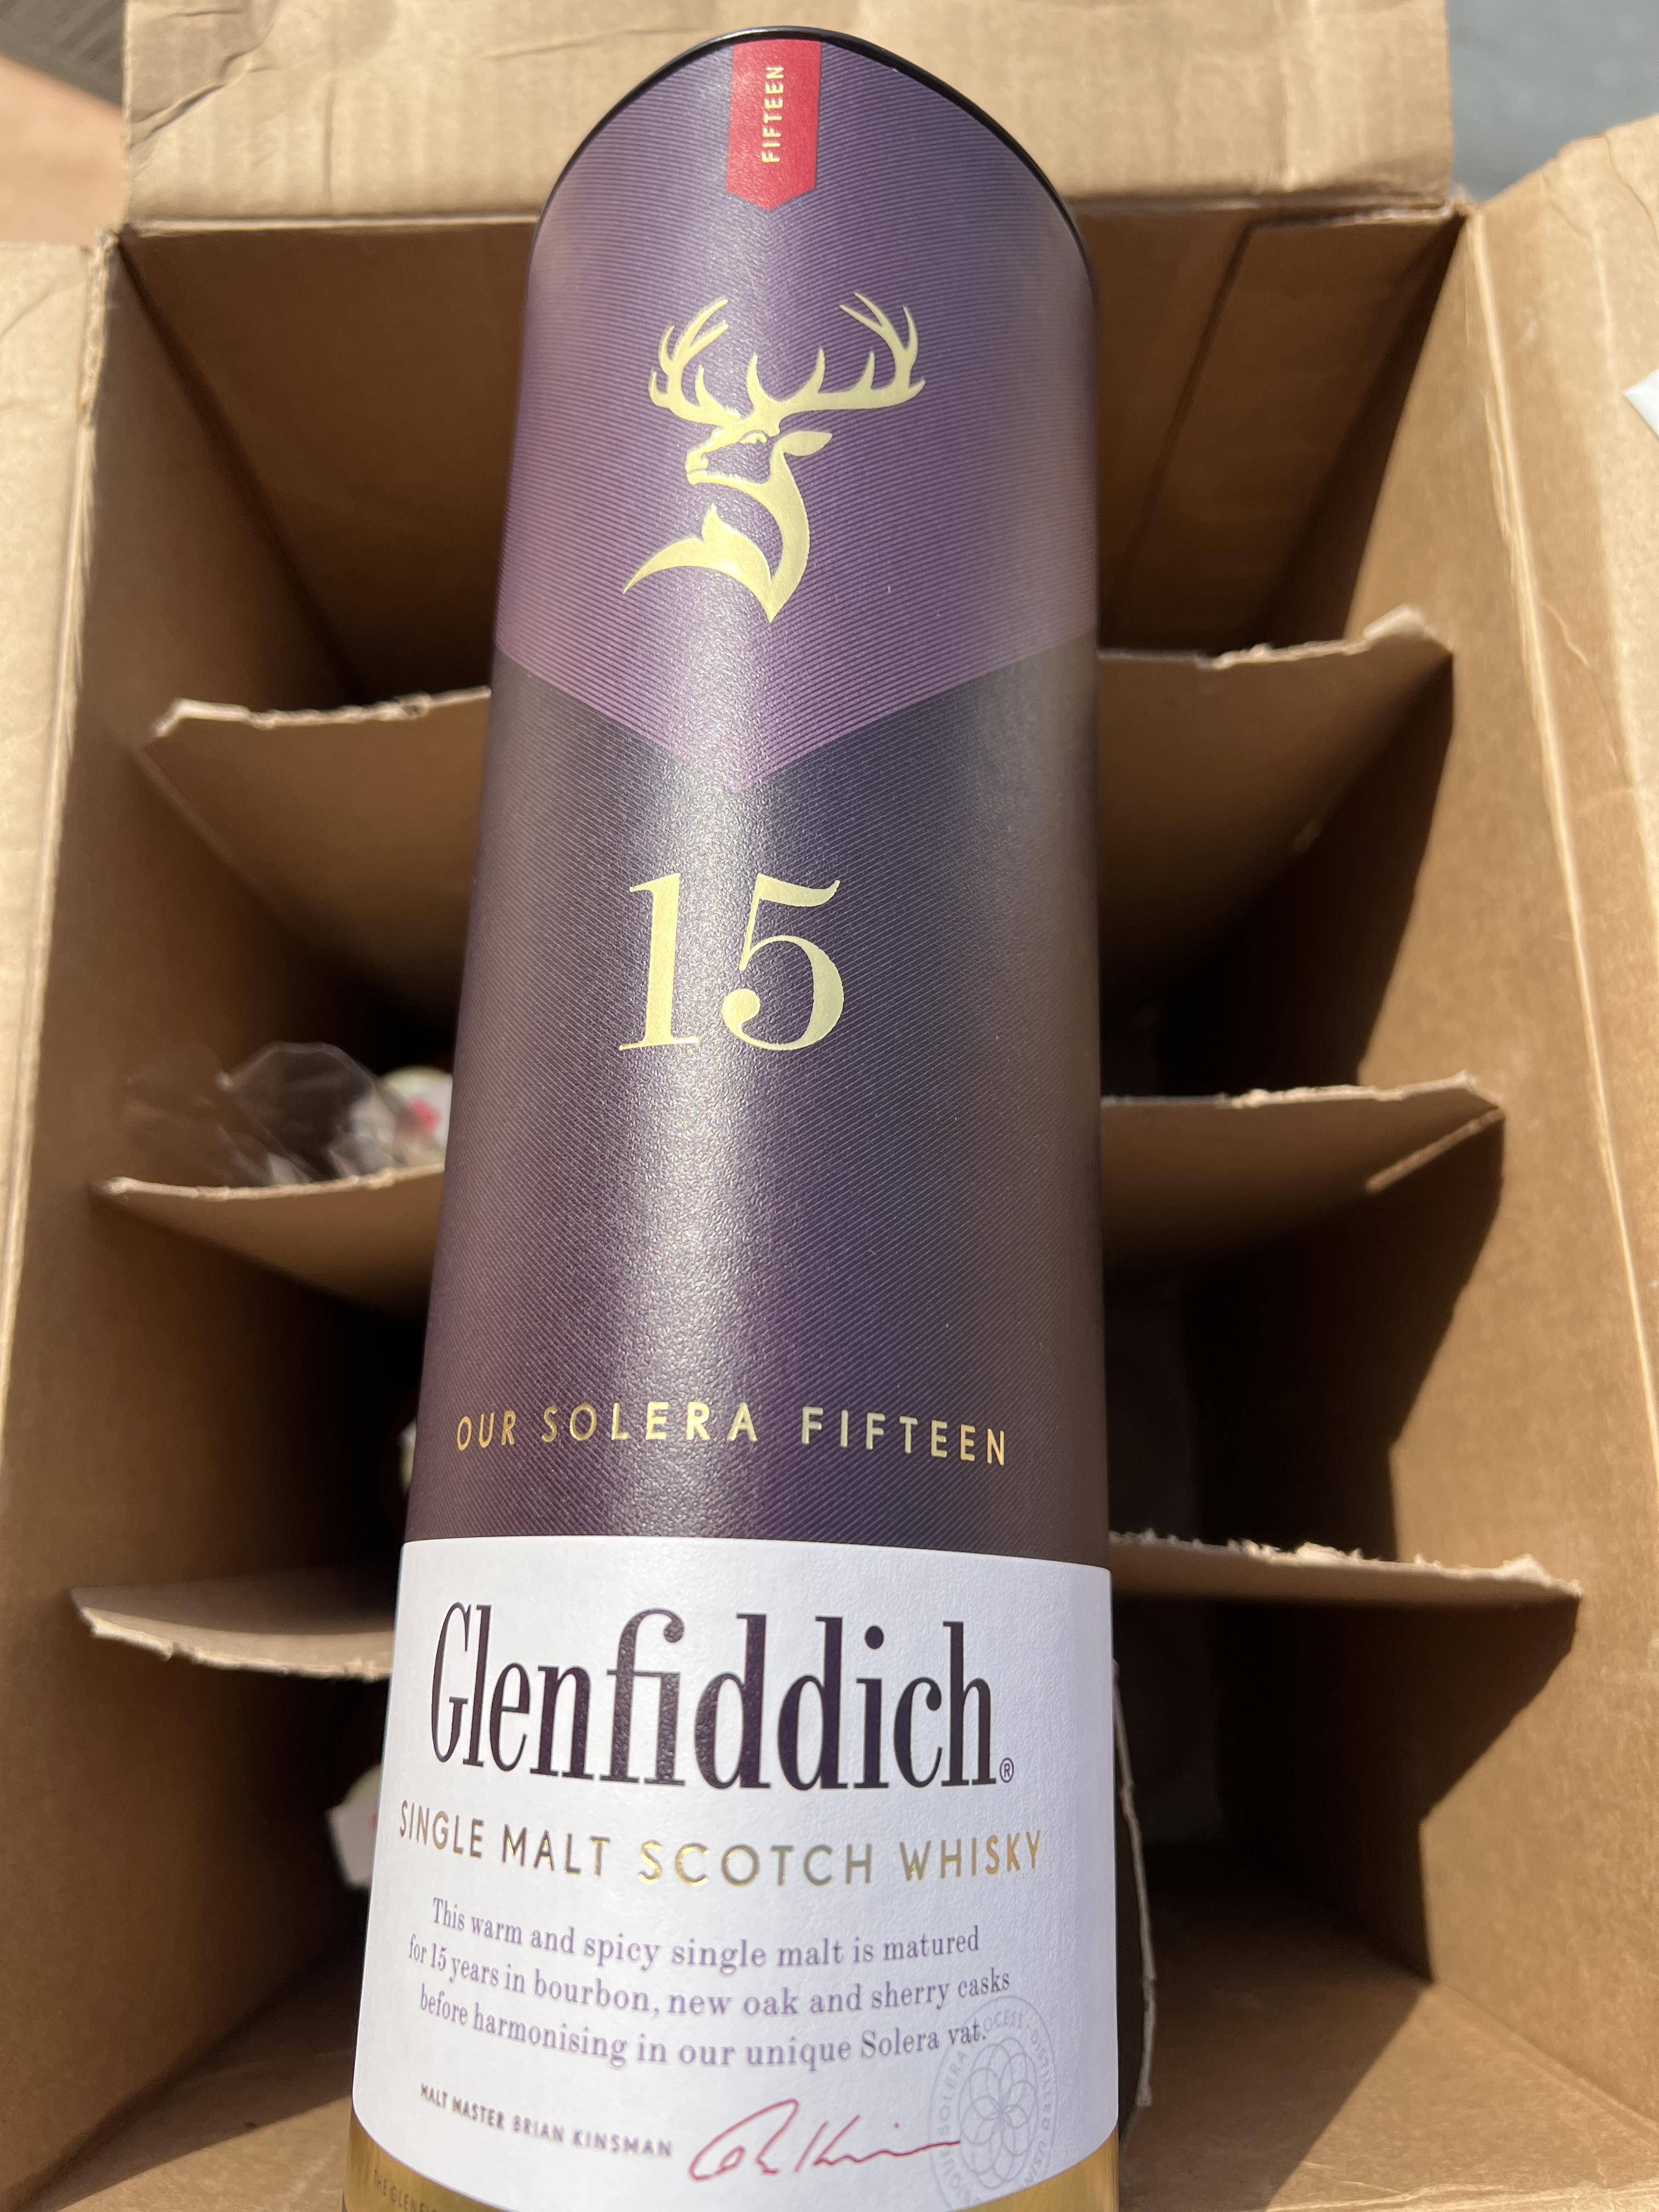 FIFTEEN
15
OUR SOLERA FIFTEEN
Glenfiddich®
SINGLE MALT SCOTCH WHISKY
This warm and spicy single malt is matured
for 15 years in bourbon, new oak and sherry casks
before harmonising in our unique Solera vat.
MALT MASTER BRIAN KINSMAN